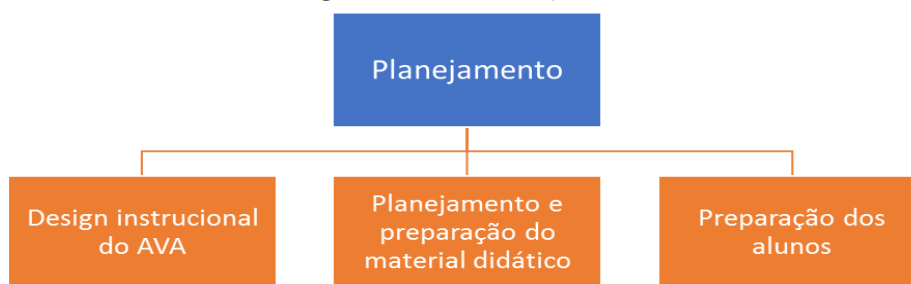 Planejamento
Design instrucional
do AVA
Planejamento e
preparação do
material didático
Preparação dos
alunos